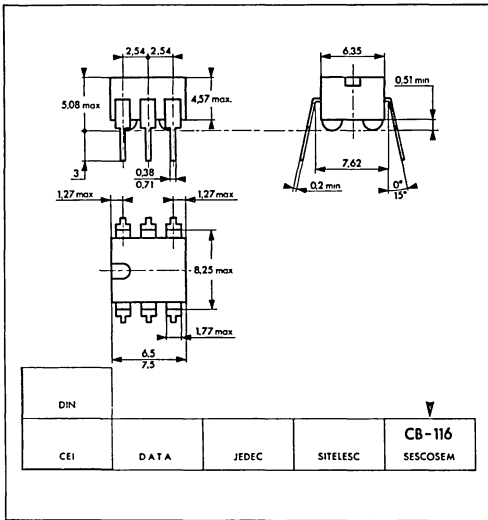 2,54 2,54
5,08 max
4,57 max.
3
0,38
0,71
6,35
0,51 min
7,62
0,2 min
0°
15°
1,27 max
1,27 max
8,25 max
1,77 max
6,5
7,5
DIN
CEI
DATA
JEDEC
SITELESC
CB-116
SESCOSEM